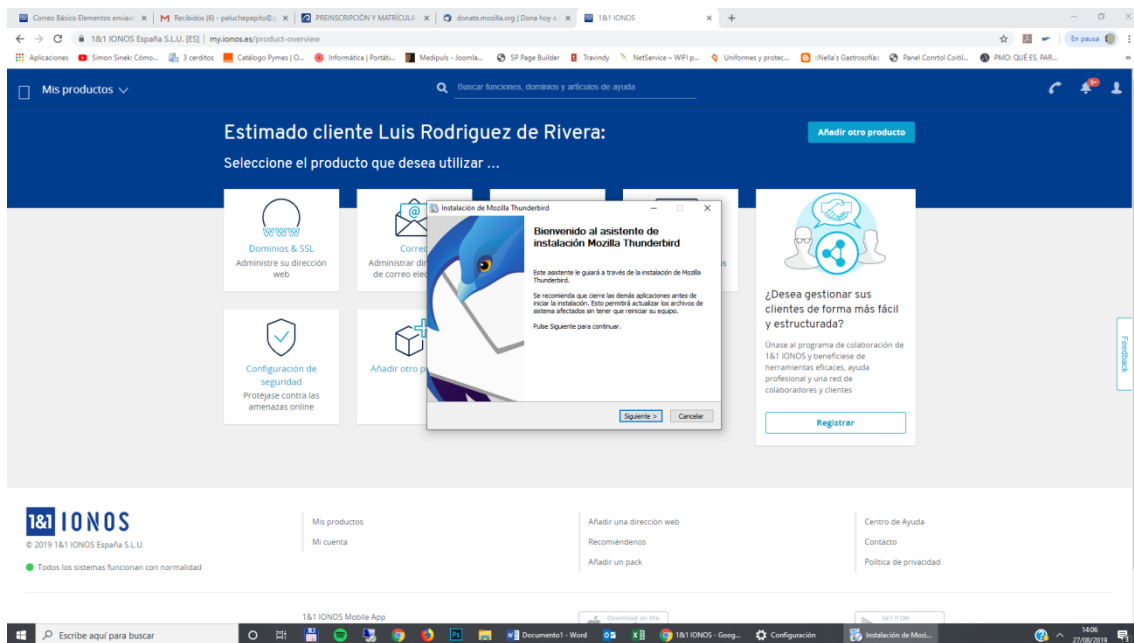 Correo Básico Elementos enviado
Recibidos (6) - peluchepepito@g
PREINSCRIPCIÓN Y MATRÍCULA
donate.mozilla.org | Dona hoy a
1&1 IONOS
1&1 IONOS España S.L.U. [ES] | my.ionos.es/product-overview
En pausa
Aplicaciones
Simon Sinek: Cómo...
3 cerditos
Catálogo Pymes | O...
Informática | Portáti...
Medipuls - Joomla...
SP Page Builder
Travindy
NetService – WIFI p...
Uniformes y protec...
::Nella's Gastrosofía::
Panel Conrtol Coitil...
PMO: QUÉ ES, PAR...
Mis productos
Buscar funciones, dominios y artículos de ayuda
9+
Estimado cliente Luis Rodriguez de Rivera:
Añadir otro producto
Seleccione el producto que desea utilizar ...
WWW
Dominios & SSL
Administre su dirección
web
Correo
Administrar di
de correo elec
Configuración de
seguridad
Protéjase contra las
amenazas online
Añadir otro p
Instalación de Mozilla Thunderbird
Bienvenido al asistente de
instalación Mozilla Thunderbird
Este asistente le guiará a través de la instalación de Mozilla
Thunderbird.
Se recomienda que cierre las demás aplicaciones antes de
iniciar la instalación. Esto permitirá actualizar los archivos de
sistema afectados sin tener que reiniciar su equipo.
Pulse Siguiente para continuar.
Siguiente >
Cancelar
¿Desea gestionar sus
clientes de forma más fácil
y estructurada?
Únase al programa de colaboración de
1&1 IONOS y benefíciese de
herramientas eficaces, ayuda
profesional y una red de
colaboradores y clientes
Registrar
Feedback
1&1 IONOS
© 2019 1&1 IONOS España S.L.U.
Todos los sistemas funcionan con normalidad
Mis productos
Mi cuenta
Añadir una dirección web
Recomiéndenos
Añadir un pack
Centro de Ayuda
Contacto
Política de privacidad
1&1 IONOS Mobile App
Download on the
GET IT ON
Escribe aquí para buscar
Documento1 - Word
1&1 IONOS - Goog...
Configuración
Instalación de Mozi...
14:06
27/08/2019